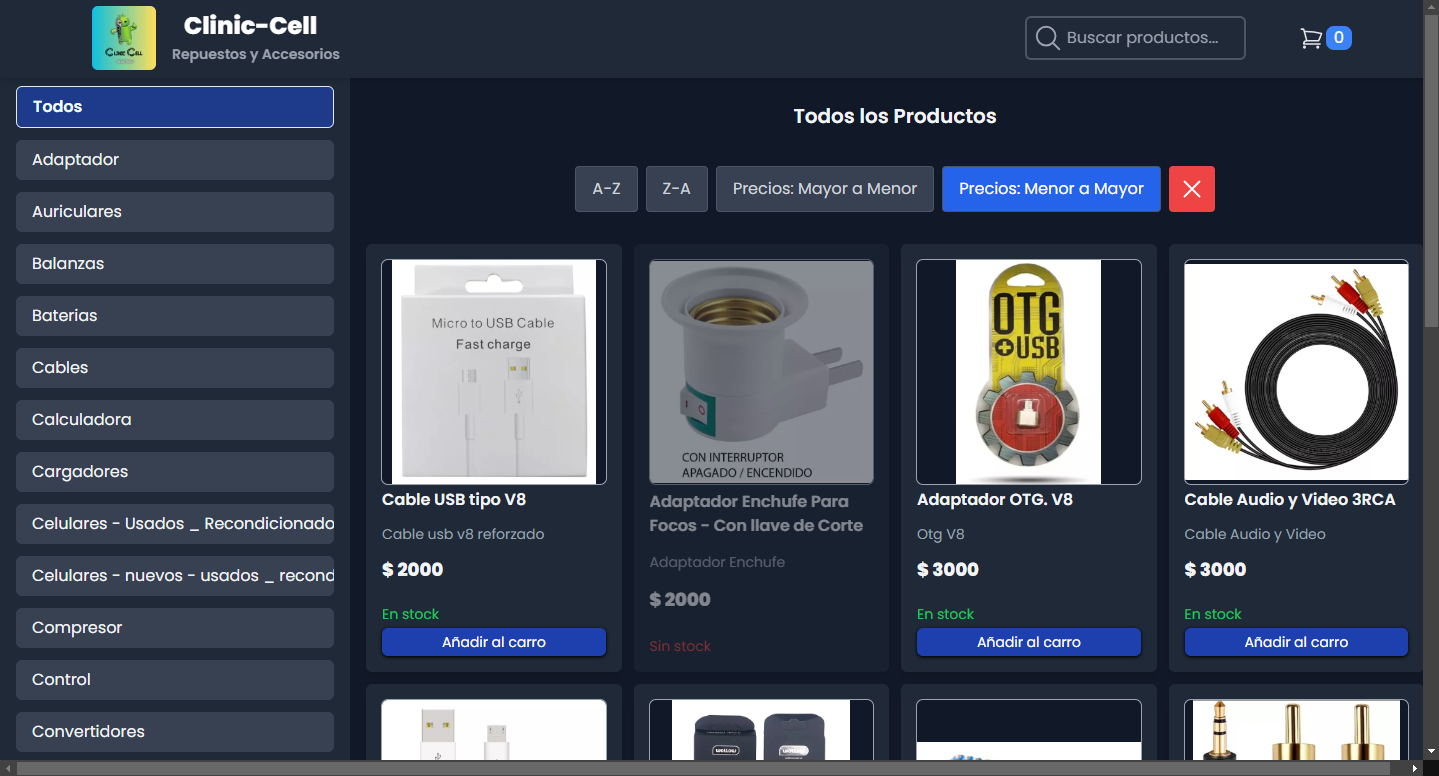 Clinic-Cell
Repuestos y Accesorios
CLINIC CELL
Buscar productos...
0
Todos
Adaptador
Auriculares
Balanzas
Baterias
Cables
Calculadora
Cargadores
Celulares - Usados _ Recondicionado
Celulares - nuevos - usados _ recond
Compresor
Control
Convertidores
Todos los Productos
A-Z
Z-A
Precios: Mayor a Menor
Precios: Menor a Mayor
Micro to USB Cable
Fast charge
Cable USB tipo V8
Cable usb v8 reforzado
$ 2000
En stock
Añadir al carro
CON INTERRUPTOR
APAGADO / ENCENDIDO
Adaptador Enchufe Para
Focos - Con llave de Corte
Adaptador Enchufe
$ 2000
Sin stock
OTG
+USB
Adaptador OTG. V8
Otg V8
$ 3000
En stock
Añadir al carro
Cable Audio y Video 3RCA
Cable Audio y Video
$ 3000
En stock
Añadir al carro